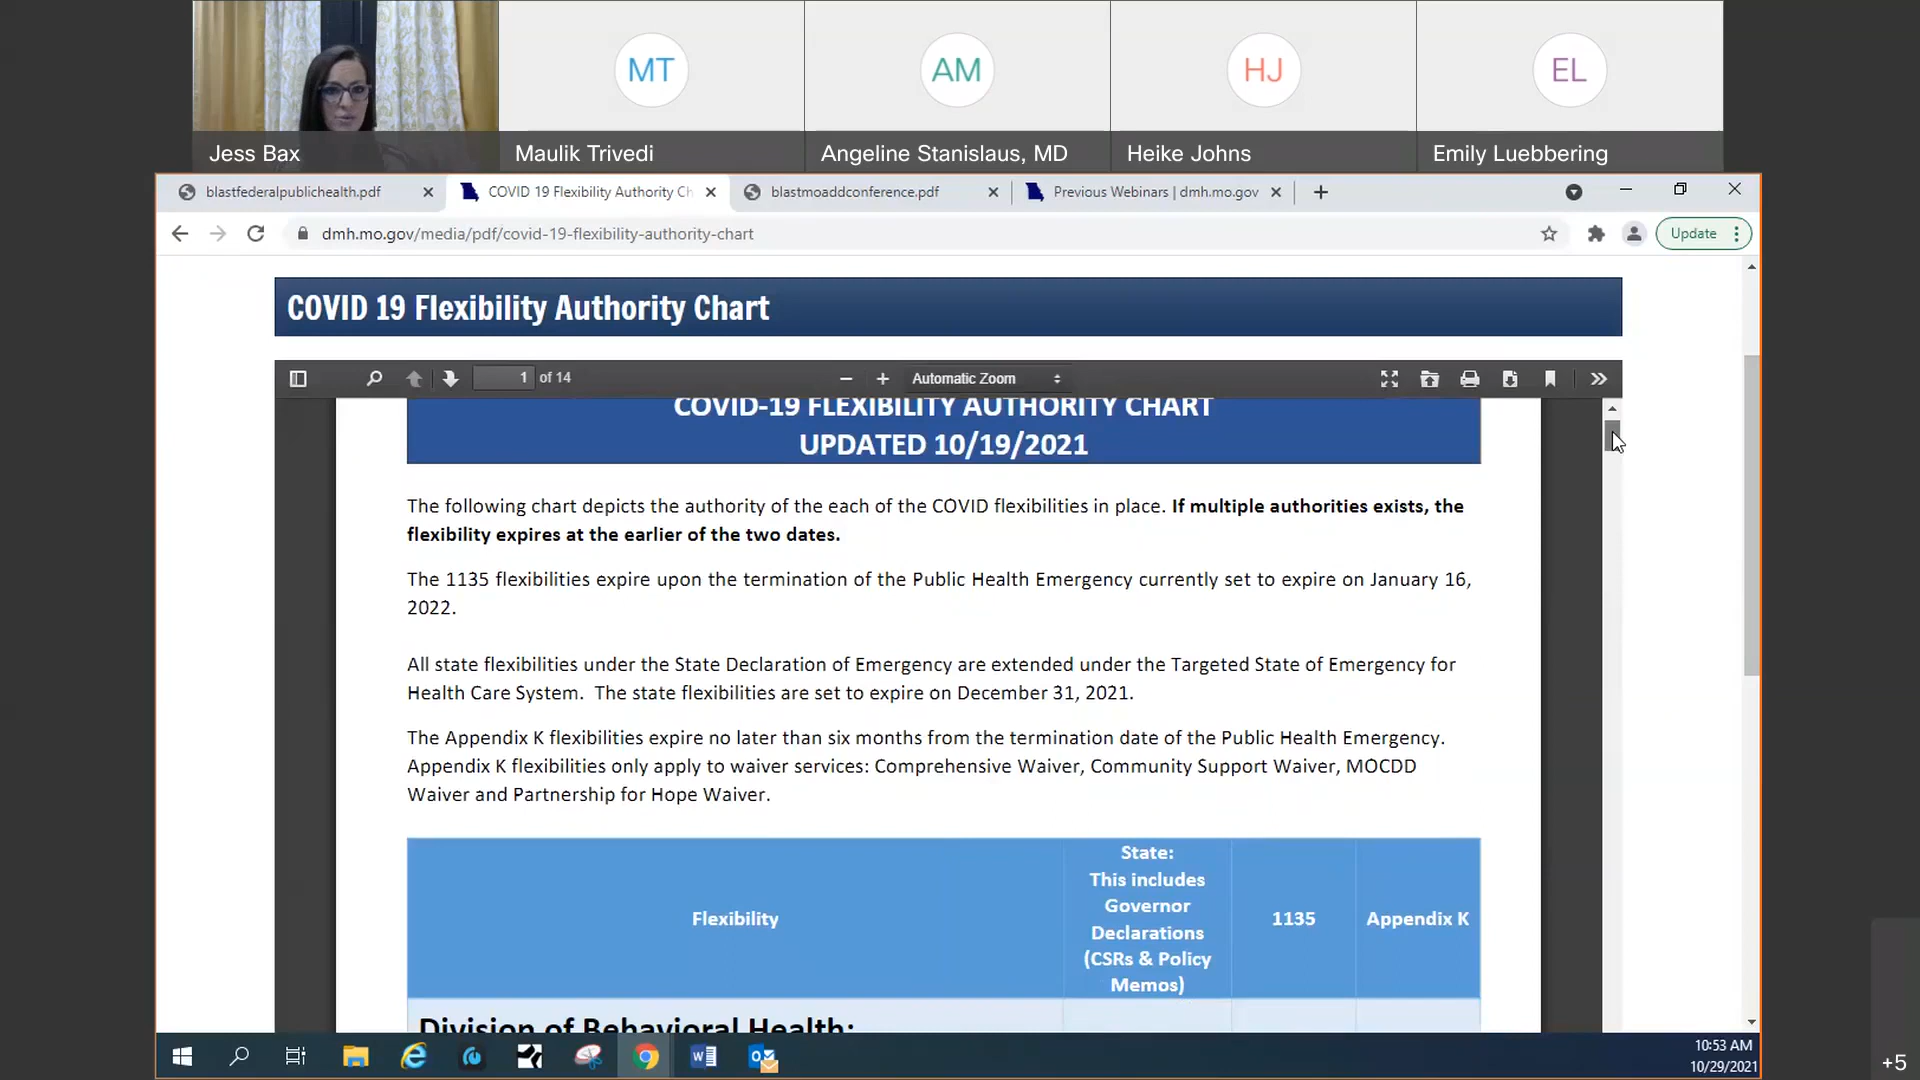 MT
AM
HJ
EL
Jess Bax
Maulik Trivedi
Angeline Stanislaus, MD
Heike Johns
Emily Luebbering
blastfederalpublichealth.pdf
COVID 19 Flexibility Authority Ch
blastmoaddconference.pdf
Previous Webinars | dmh.mo.gov
dmh.mo.gov/media/pdf/covid-19-flexibility-authority-chart
Update
COVID 19 Flexibility Authority Chart
1 of 14
Automatic Zoom
COVID-19 FLEXIBILITY AUTHORITY CHART
UPDATED 10/19/2021
The following chart depicts the authority of the each of the COVID flexibilities in place. If multiple authorities exists, the
flexibility expires at the earlier of the two dates.
The 1135 flexibilities expire upon the termination of the Public Health Emergency currently set to expire on January 16,
2022.
All state flexibilities under the State Declaration of Emergency are extended under the Targeted State of Emergency for
Health Care System.  The state flexibilities are set to expire on December 31, 2021.
The Appendix K flexibilities expire no later than six months from the termination date of the Public Health Emergency.
Appendix K flexibilities only apply to waiver services: Comprehensive Waiver, Community Support Waiver, MOCDD
Waiver and Partnership for Hope Waiver.
Flexibility
State:
This includes
Governor
Declarations
(CSRs & Policy
Memos)
1135
Appendix K
Division of Behavioral Health:
10:53 AM
10/29/2021
+5